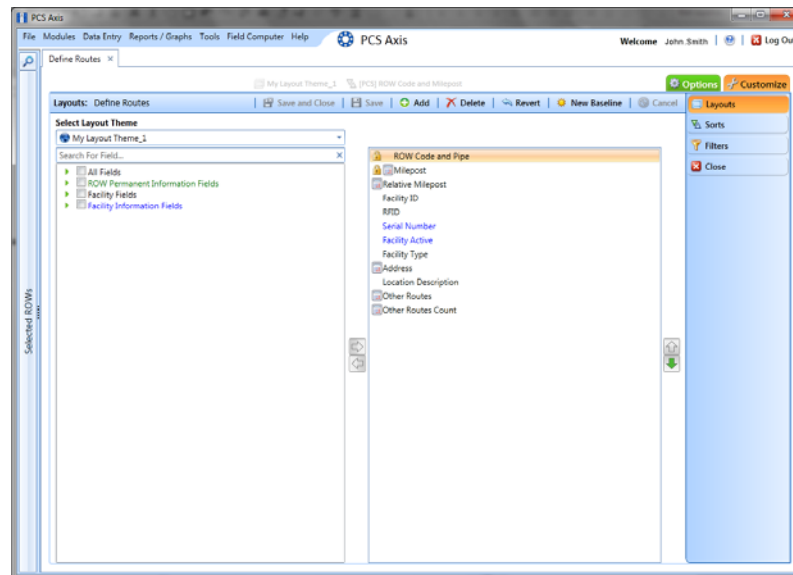 PCS Axis
File Modules Data Entry Reports / Graphs Tools Field Computer Help PCS Axis Welcome John Smith Log Ou
Define Routes
My Layout Theme_1 [PCS] ROW Code and Milepost Options Customize
Layouts: Define Routes Save and Close Save Add Delete Revert New Baseline Cancel Layouts
Select Layout Theme Sorts
My Layout Theme_1 Filters
Search For Field... ROW Code and Pipe Close
All Fields Milepost
ROW Permanent Information Fields Relative Milepost
Facility Fields Facility ID
Facility Information Fields RFID
Serial Number
Facility Active
Facility Type
Address
Location Description
Other Routes
Other Routes Count
Selected ROWs